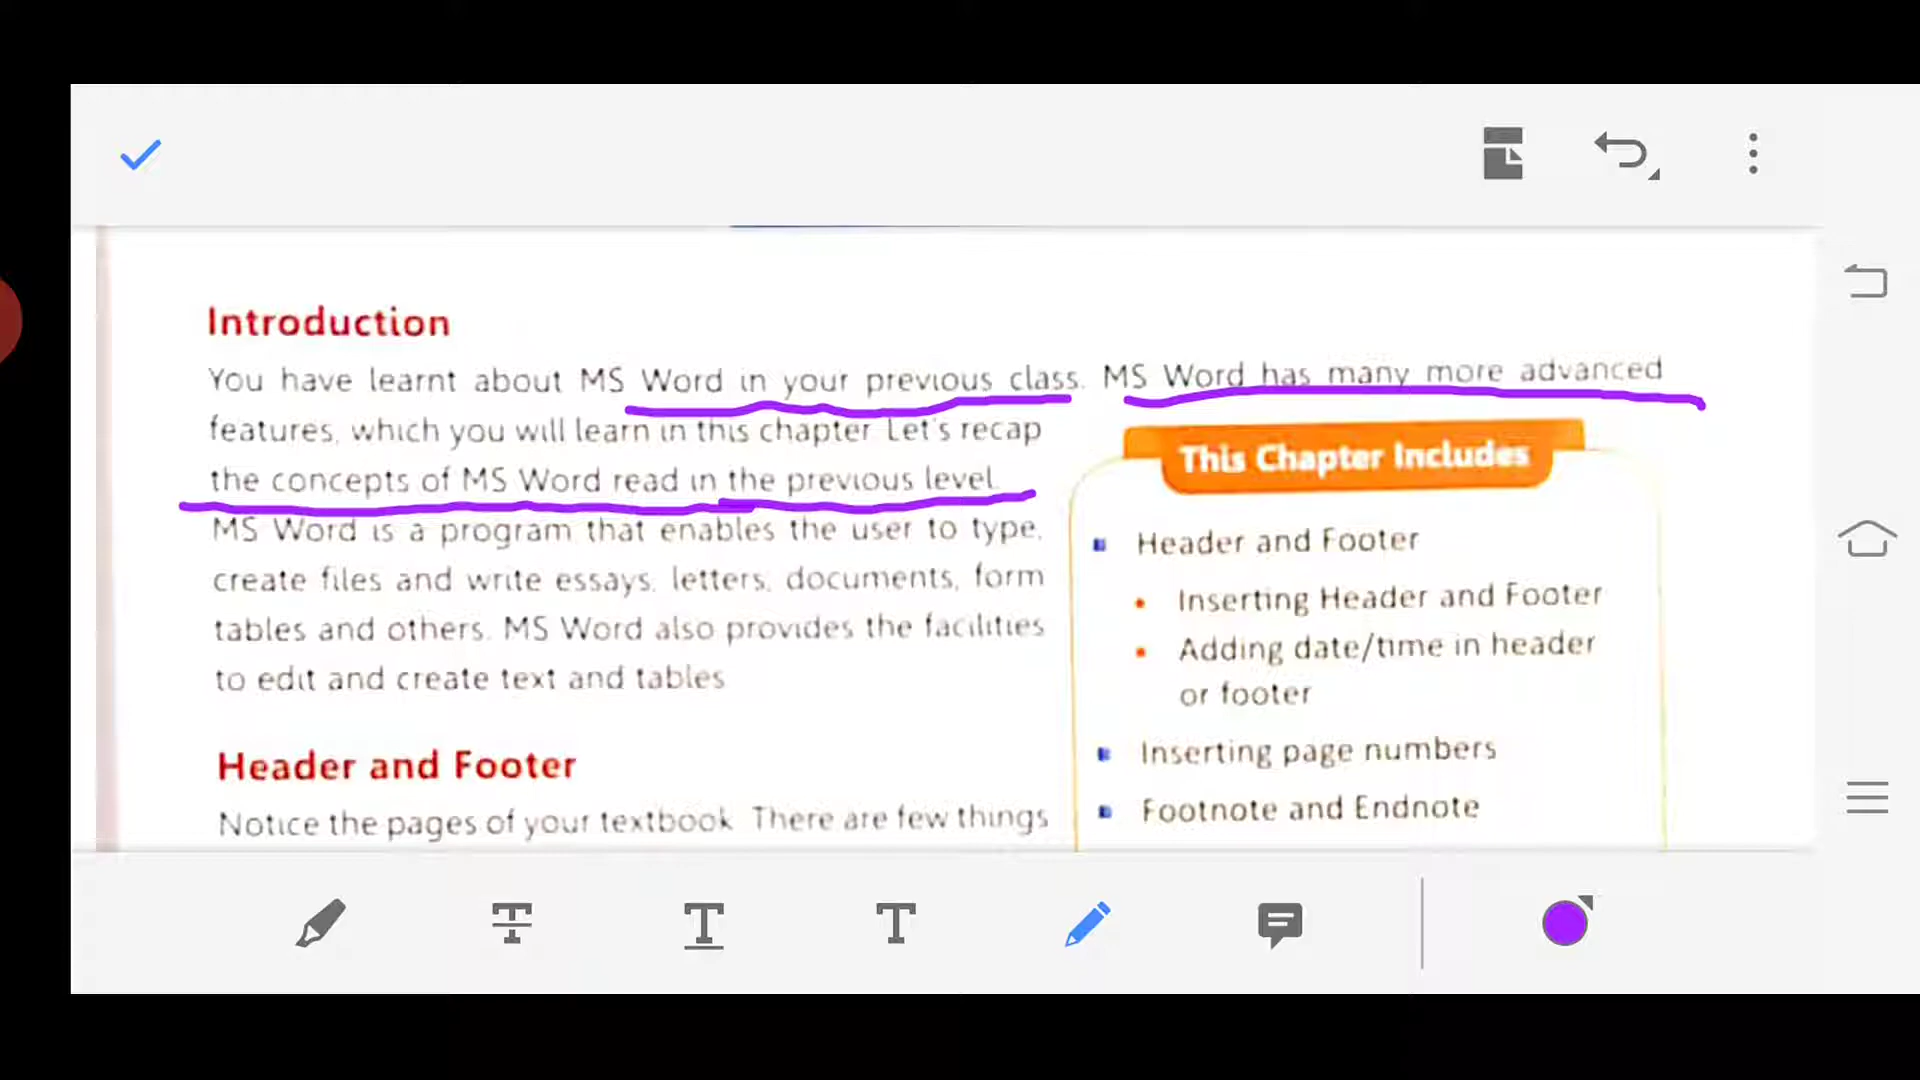 Introduction
You have learnt about MS Word in your previous class. MS Word has many more advanced
features, which you will learn in this chapter. Let's recap
the concepts of MS Word read in the previous level.
MS Word is a program that enables the user to type,
create files and write essays, letters, documents, form
tables and others. MS Word also provides the facilities
to edit and create text and tables
Header and Footer
Notice the pages of your textbook. There are few things
This Chapter Includes
Header and Footer
Inserting Header and Footer
Adding date/time in header
or footer
Inserting page numbers
Footnote and Endnote